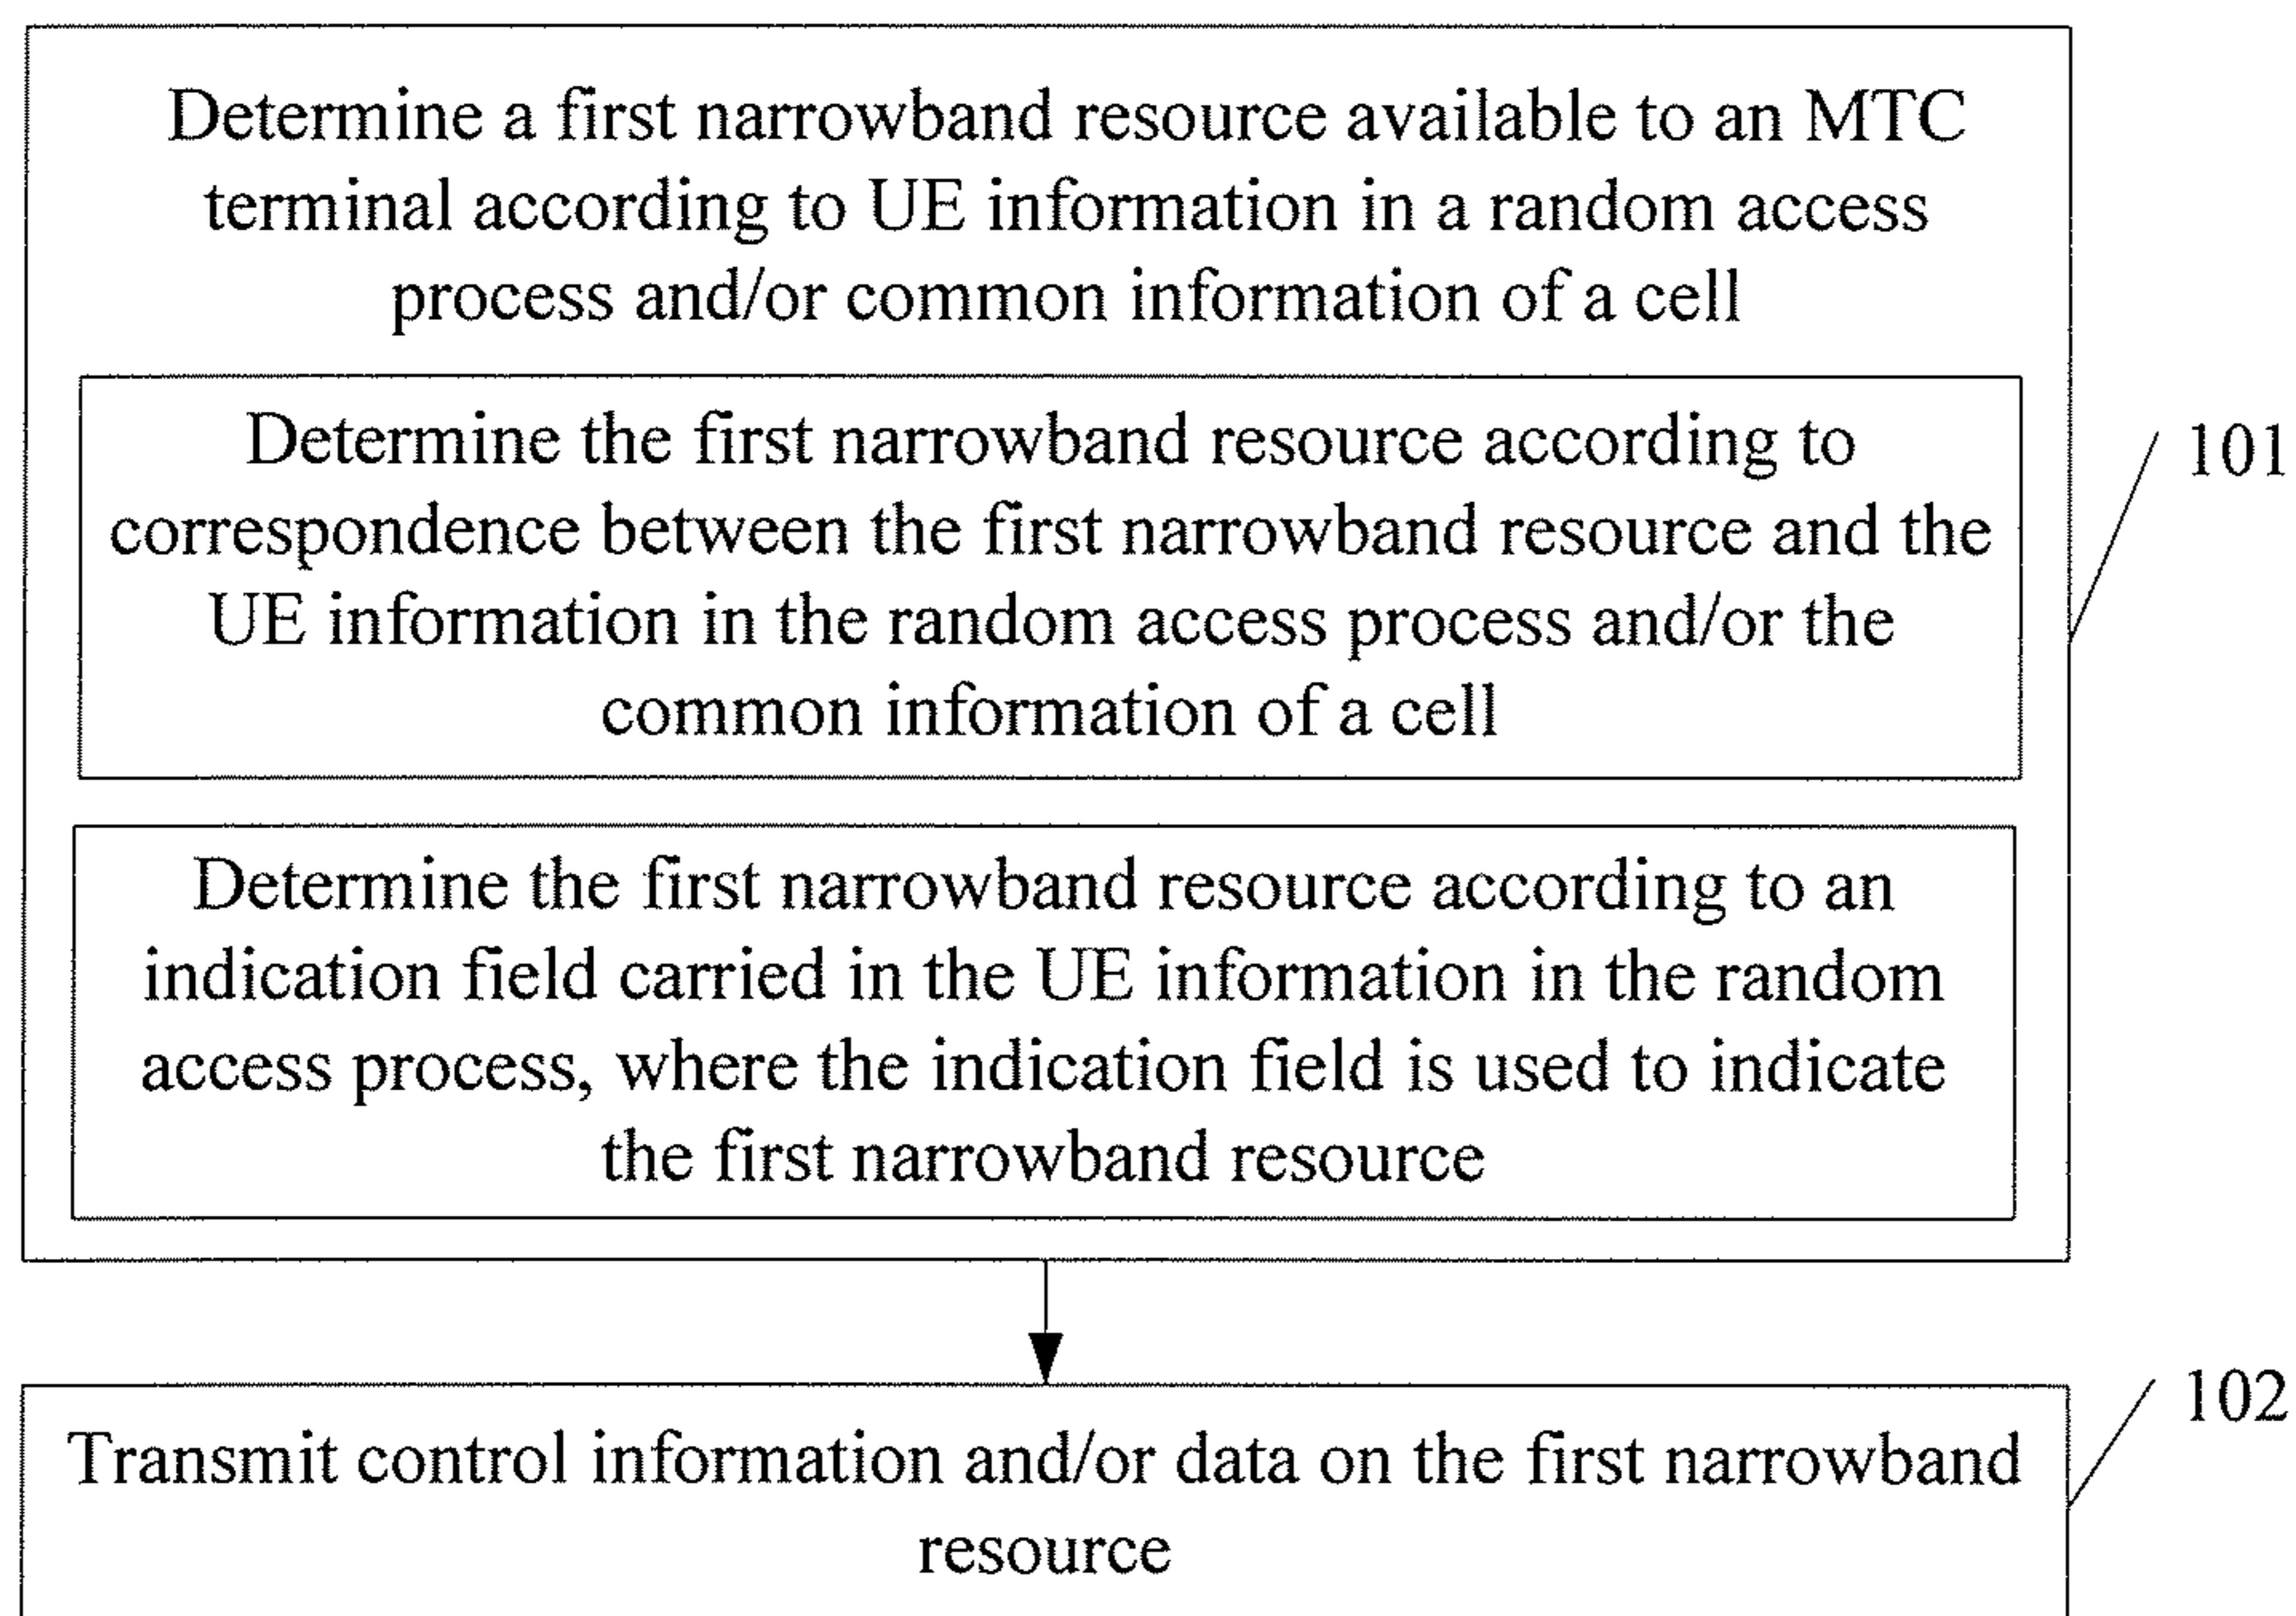 Determine a first narrowband resource available to an MTC
terminal according to UE information in a random access
process and/or common information of a cell
Determine the first narrowband resource according to
correspondence between the first narrowband resource and the
UE information in the random access process and/or the
common information of a cell
101
Determine the first narrowband resource according to an
indication field carried in the UE information in the random
access process, where the indication field is used to indicate
the first narrowband resource
102
Transmit control information and/or data on the first narrowband
resource